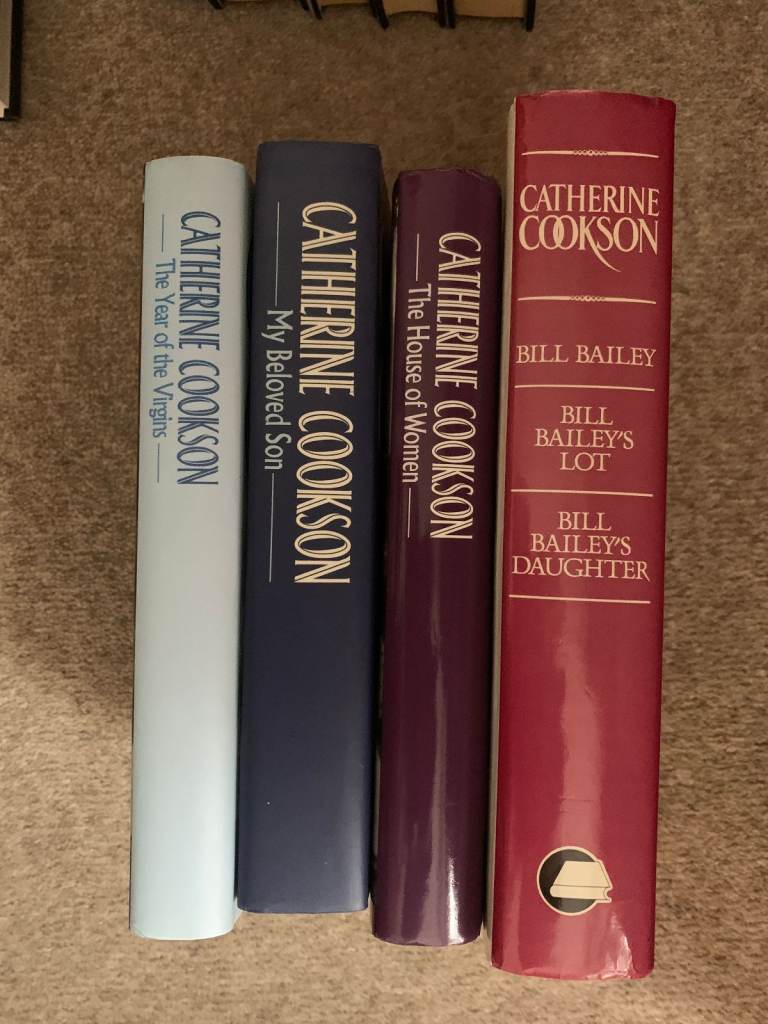 CATHERINE COOKSON
The Year of the Virgins
CATHERINE COOKSON
My Beloved Son
CATHERINE COOKSON
The House of Women
CATHERINE
COOKSON
BILL BAILEY
BILL
BAILEY'S
LOT
BILL
BAILEY'S
DAUGHTER